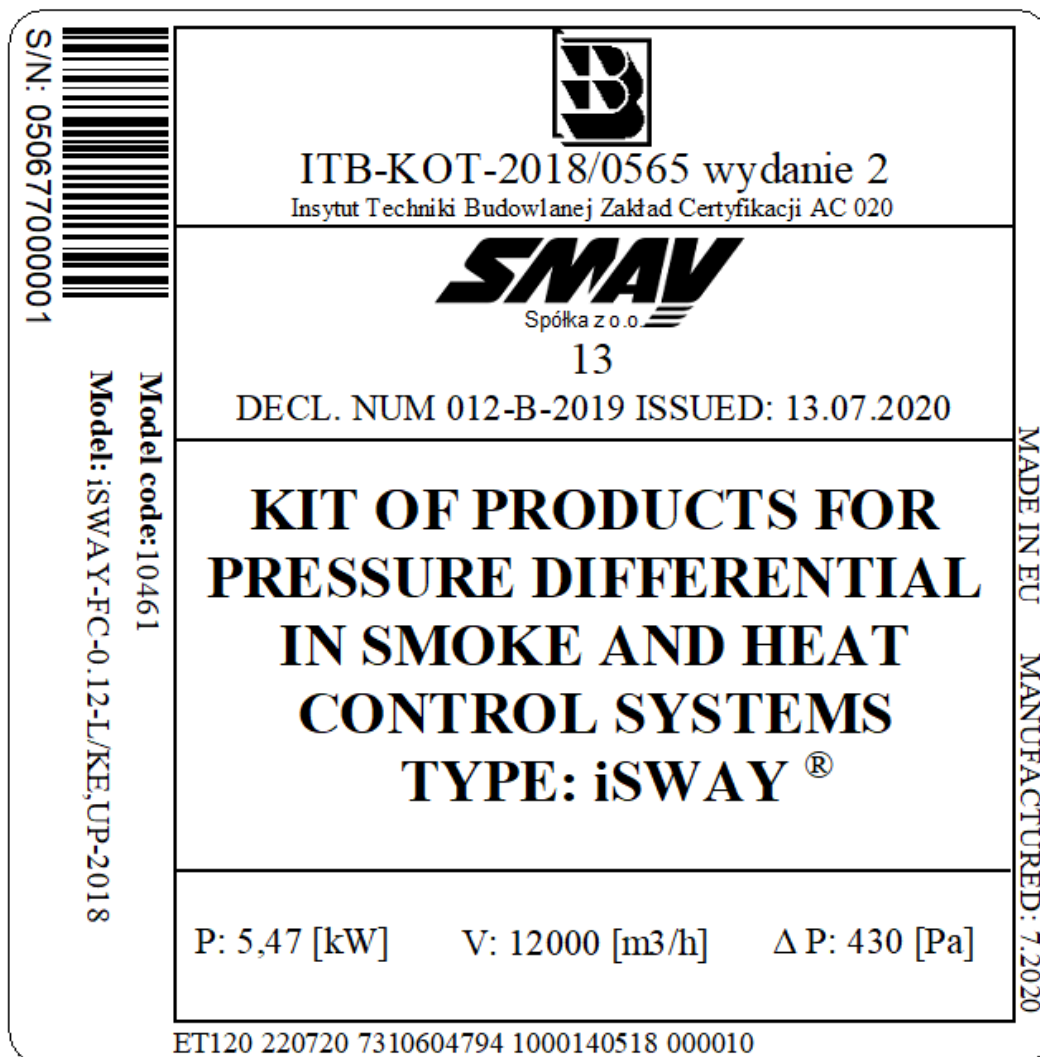 S/N: 0506770000001
Model code:10461
Model: iSWAY-FC-0.12-L/KE,UP-2018
ITB-KOT-2018/0565 wydanie 2
Insytut Techniki Budowlanej Zakład Certyfikacji AC 020
SMAY
Spółka z o.o.
13
DECL. NUM 012-B-2019 ISSUED: 13.07.2020
KIT OF PRODUCTS FOR
PRESSURE DIFFERENTIAL
IN SMOKE AND HEAT
CONTROL SYSTEMS
TYPE: iSWAY ®
P: 5,47 [kW] V: 12000 [m3/h] Δ P: 430 [Pa]
MADE IN EU MANUFACTURED: 7.2020
ET120 220720 7310604794 1000140518 000010